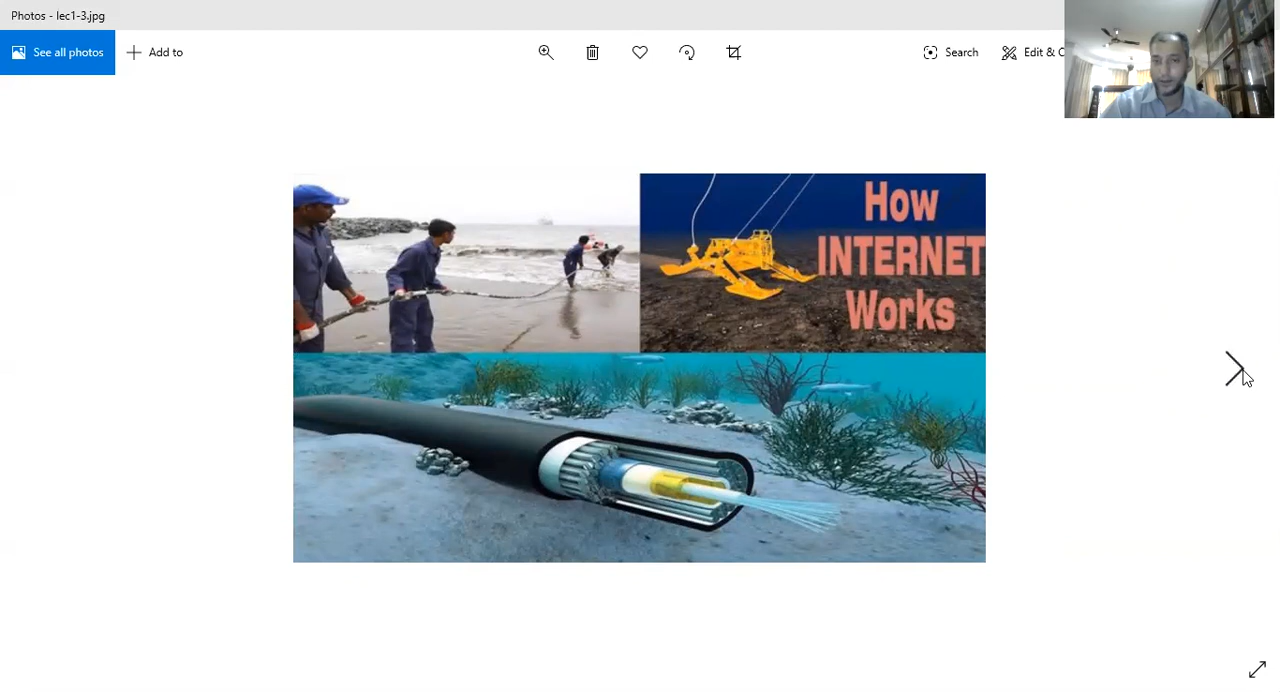 Photos - lec1-3.jpg
See all photos
Add to
Search
Edit & C
How
INTERNET
Works